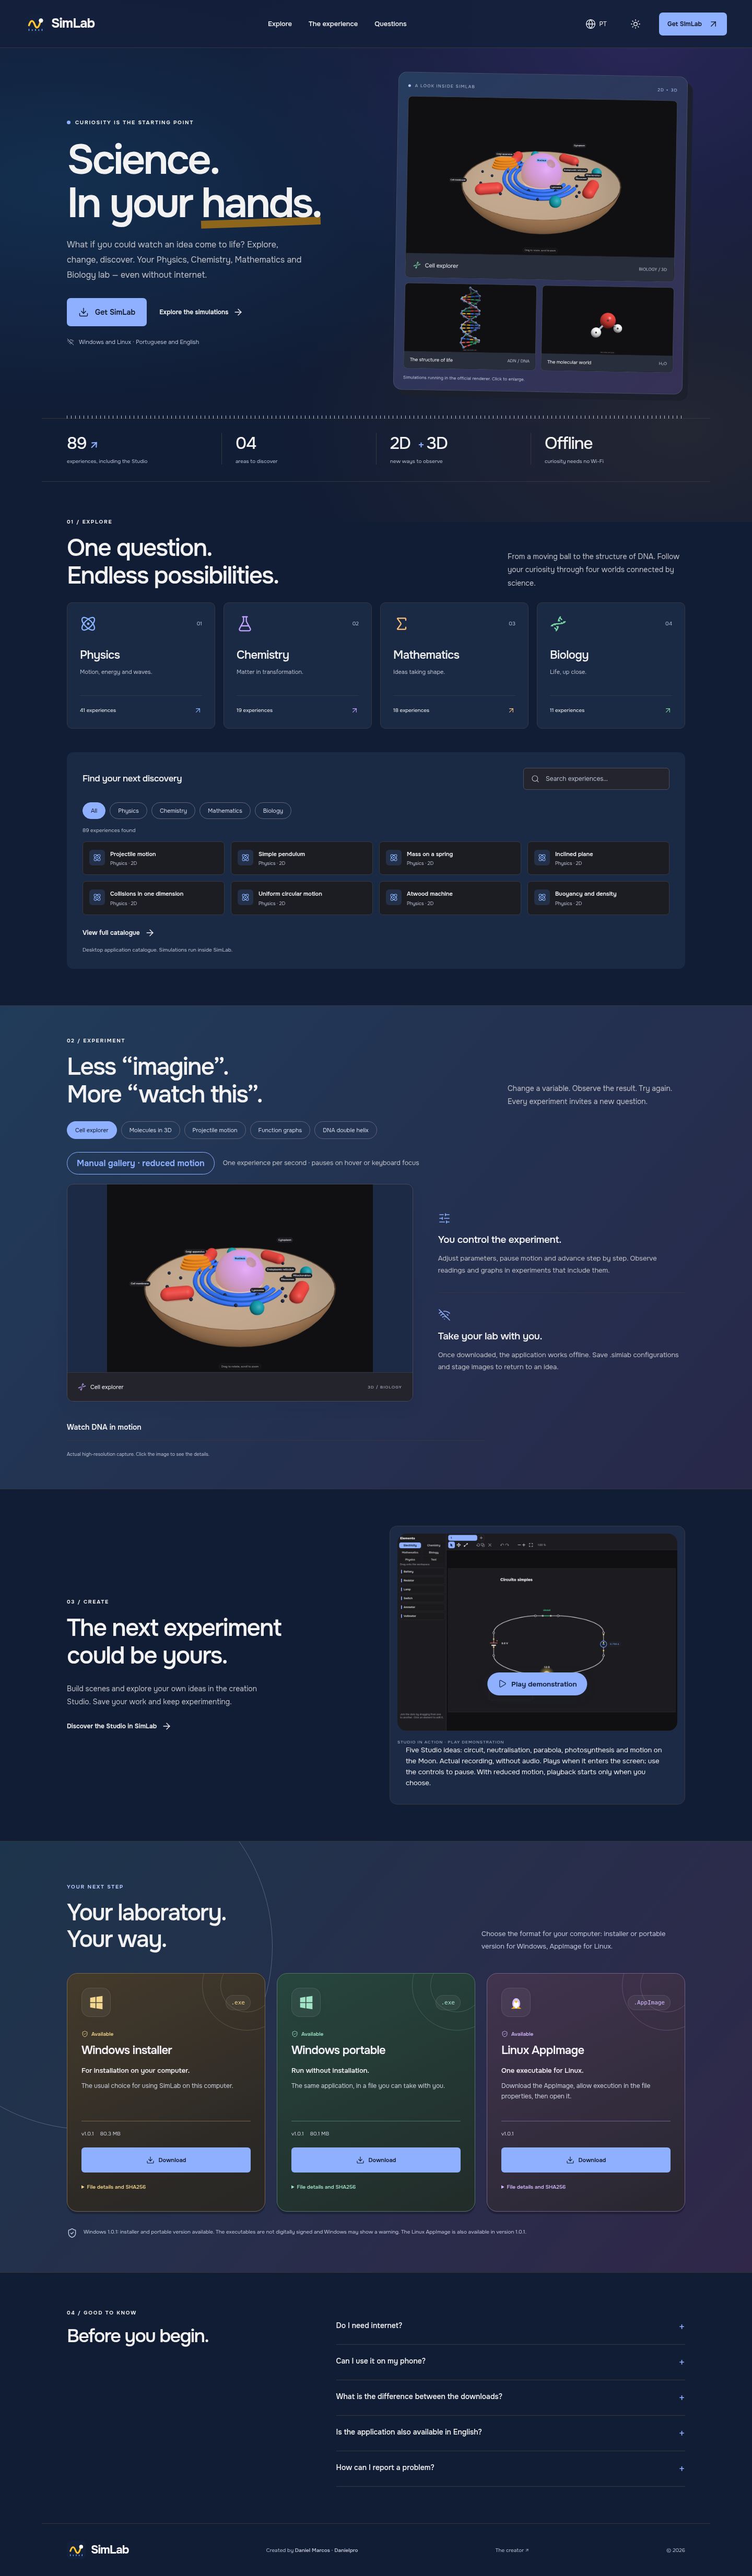 SimLab
Explore
The experience
Questions
PT
Get SimLab
CURIOSITY IS THE STARTING POINT
Science.
In your hands.
What if you could watch an idea come to life? Explore,
change, discover. Your Physics, Chemistry, Mathematics and
Biology lab — even without internet.
Get SimLab
Explore the simulations
Windows and Linux · Portuguese and English
A LOOK INSIDE SIMLAB
2D + 3D
Cell explorer
BIOLOGY / 3D
The structure of life
ADN / DNA
The molecular world
H₂O
Simulations running in the official renderer. Click to enlarge.
89
experiences, including the Studio
04
areas to discover
2D + 3D
new ways to observe
Offline
curiosity needs no Wi-Fi
01 / EXPLORE
One question.
Endless possibilities.
From a moving ball to the structure of DNA. Follow
your curiosity through four worlds connected by
science.
01
Physics
Motion, energy and waves.
41 experiences
02
Chemistry
Matter in transformation.
19 experiences
03
Mathematics
Ideas taking shape.
18 experiences
04
Biology
Life, up close.
11 experiences
Find your next discovery
Search experiences...
All
Physics
Chemistry
Mathematics
Biology
89 experiences found
Projectile motion
Physics · 2D
Simple pendulum
Physics · 2D
Mass on a spring
Physics · 2D
Inclined plane
Physics · 2D
Collisions in one dimension
Physics · 2D
Uniform circular motion
Physics · 2D
Atwood machine
Physics · 2D
Buoyancy and density
Physics · 2D
View full catalogue
Desktop application catalogue. Simulations run inside SimLab.
02 / EXPERIMENT
Less “imagine”.
More “watch this”.
Change a variable. Observe the result. Try again.
Every experiment invites a new question.
Cell explorer
Molecules in 3D
Projectile motion
Function graphs
DNA double helix
Manual gallery · reduced motion
One experience per second · pauses on hover or keyboard focus
Cell explorer
3D / BIOLOGY
You control the experiment.
Adjust parameters, pause motion and advance step by step. Observe
readings and graphs in experiments that include them.
Take your lab with you.
Once downloaded, the application works offline. Save .simlab configurations
and stage images to return to an idea.
Watch DNA in motion
Actual high-resolution capture. Click the image to see the details.
03 / CREATE
The next experiment
could be yours.
Build scenes and explore your own ideas in the creation
Studio. Save your work and keep experimenting.
Discover the Studio in SimLab
Elements
Chemistry
Mathematics
Biology
Physics
Circuito simples
Play demonstration
STUDIO IN ACTION · PLAY DEMONSTRATION
Five Studio ideas: circuit, neutralisation, parabola, photosynthesis and motion on
the Moon. Actual recording, without audio. Plays when it enters the screen; use
the controls to pause. With reduced motion, playback starts only when you
choose.
YOUR NEXT STEP
Your laboratory.
Your way.
Choose the format for your computer: installer or portable
version for Windows, AppImage for Linux.
.exe
Available
Windows installer
For installation on your computer.
The usual choice for using SimLab on this computer.
v1.0.1 · 80.3 MB
Download
File details and SHA256
.exe
Available
Windows portable
Run without installation.
The same application, in a file you can take with you.
v1.0.1 · 80.1 MB
Download
File details and SHA256
.AppImage
Available
Linux AppImage
One executable for Linux.
Download the AppImage, allow execution in the file
properties, then open it.
v1.0.1
Download
File details and SHA256
Windows 1.0.1: installer and portable version available. The executables are not digitally signed and Windows may show a warning. The Linux AppImage is also available in version 1.0.1.
04 / GOOD TO KNOW
Before you begin.
Do I need internet?
+
Can I use it on my phone?
+
What is the difference between the downloads?
+
Is the application also available in English?
+
How can I report a problem?
+
SimLab
Created by Daniel Marcos · Danielpro
The creator ↗
© 2026